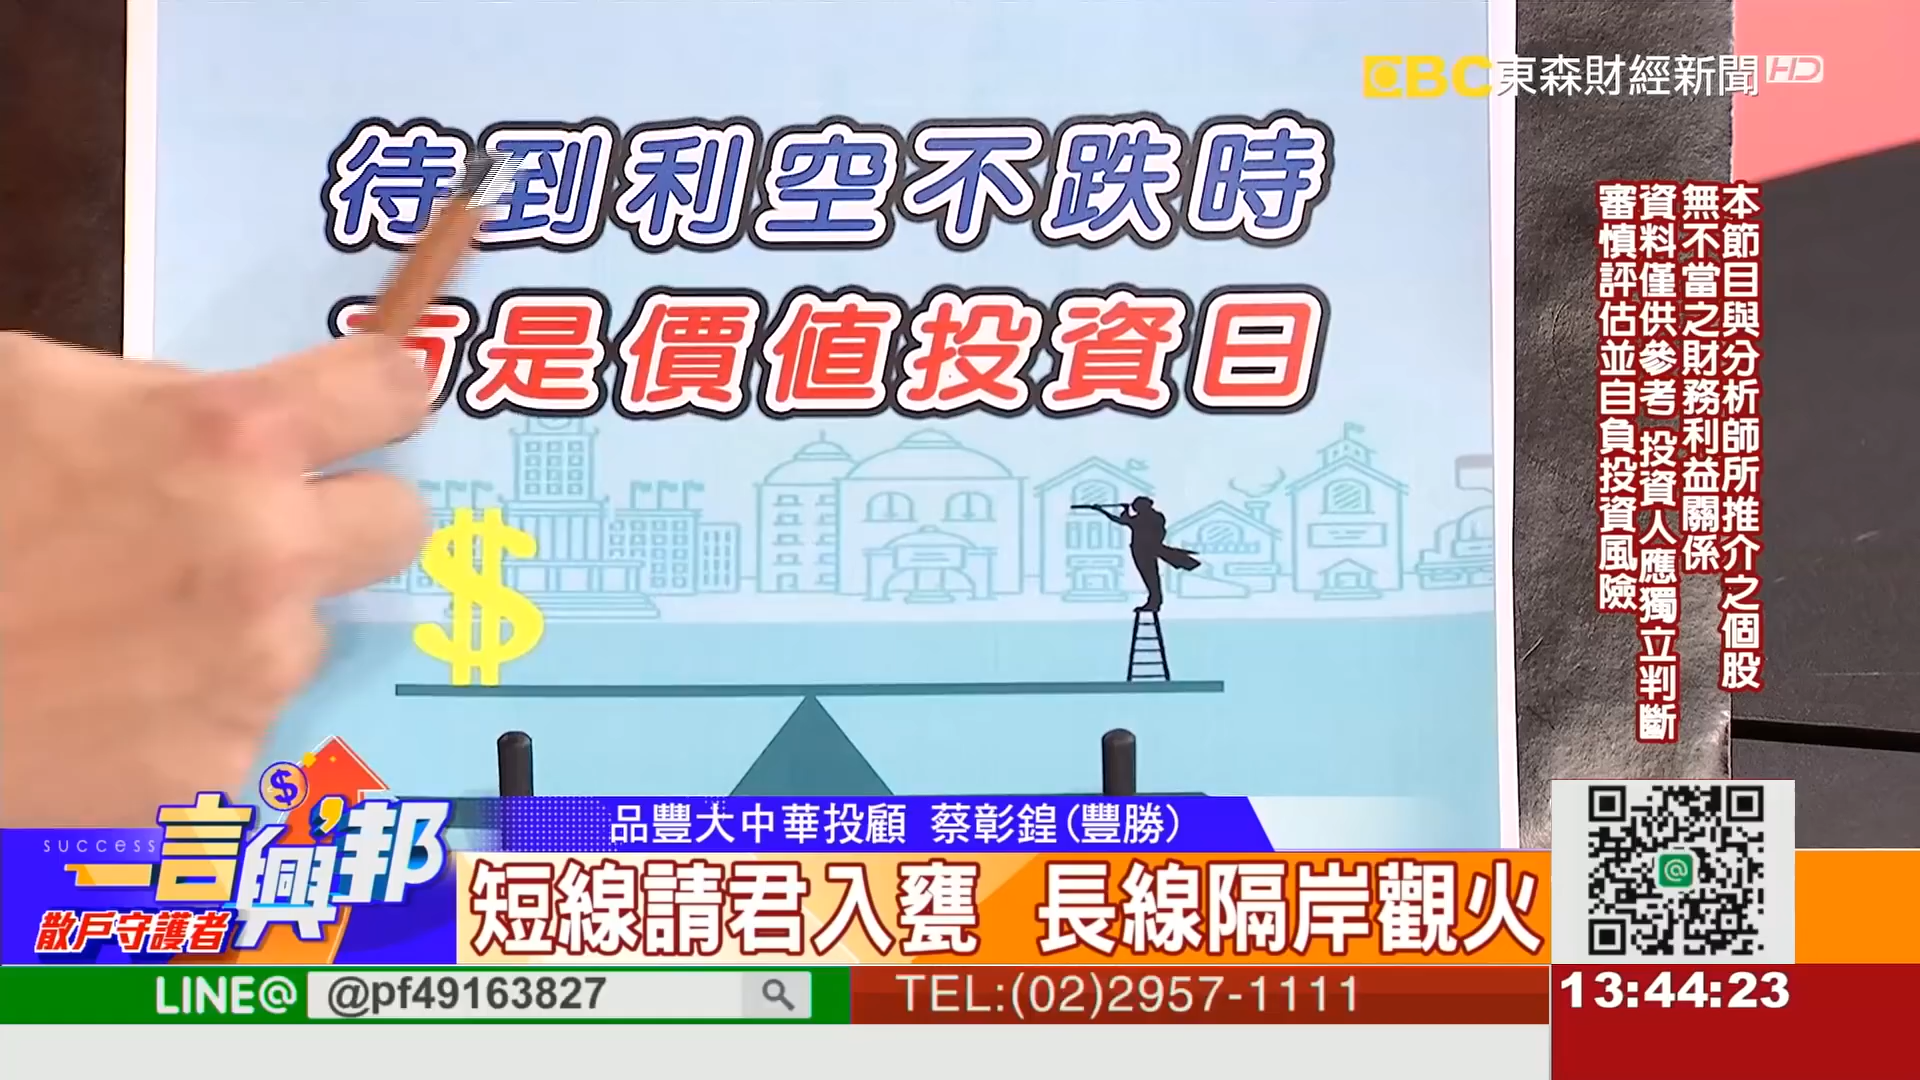 EBC東森財經新聞 HD
待到利空不跌時
而是價值投資日
本節目與分析師所推介之個股
無不當之財務利益關係
資料僅供參考 投資人應獨立判斷
審慎評估並自負投資風險
$
$
success
一言興邦
散戶守護者
品豐大中華投顧 蔡彰鍠(豐勝)
短線請君入甕 長線隔岸觀火
LINE@ @pf49163827
TEL:(02)2957-1111
13:44:23